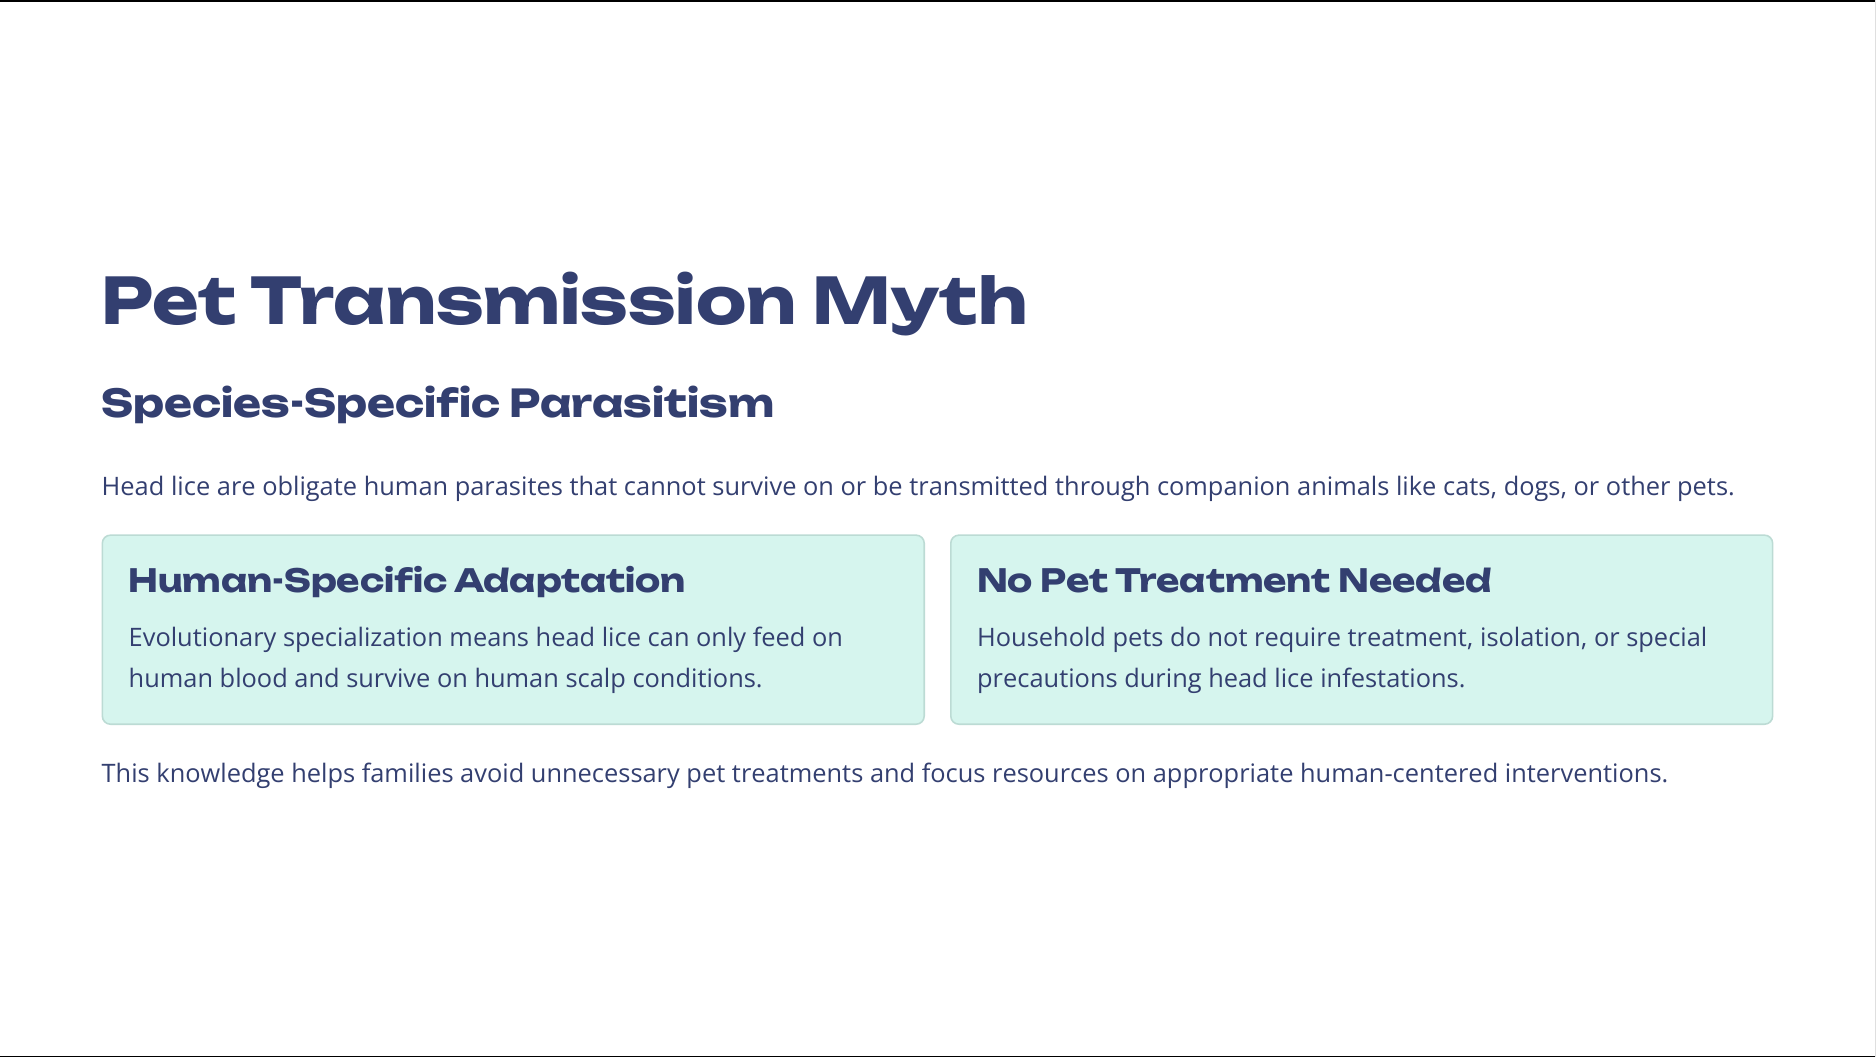 Pet Transmission Myth
Species-Specific Parasitism
Head lice are obligate human parasites that cannot survive on or be transmitted through companion animals like cats, dogs, or other pets.
Human-Specific Adaptation
Evolutionary specialization means head lice can only feed on
human blood and survive on human scalp conditions.
No Pet Treatment Needed
Household pets do not require treatment, isolation, or special
precautions during head lice infestations.
This knowledge helps families avoid unnecessary pet treatments and focus resources on appropriate human-centered interventions.